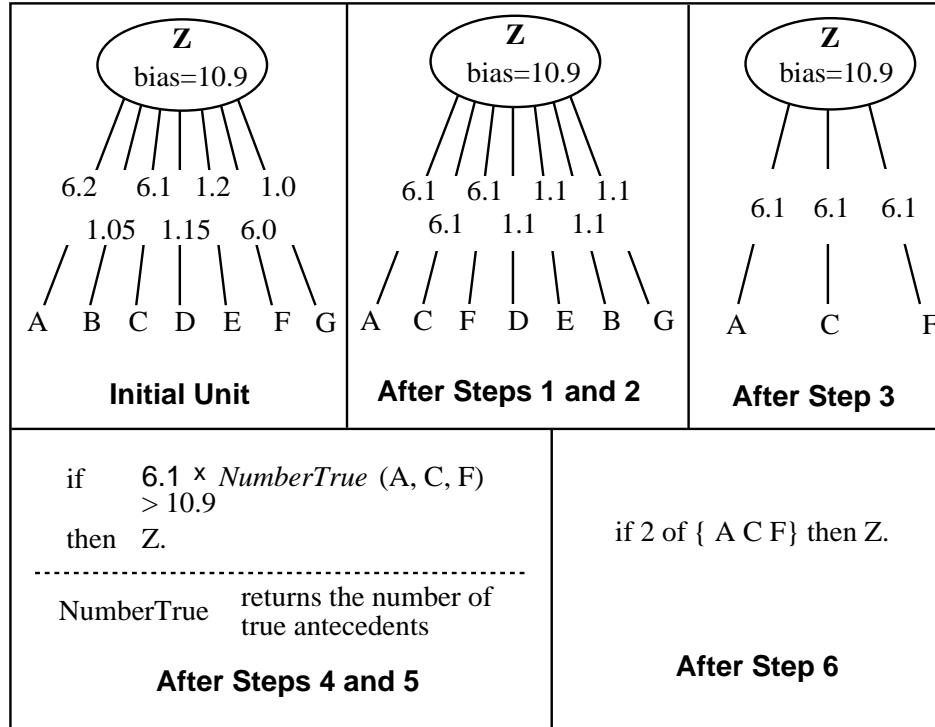 Z
bias=10.9
6.2 6.1 1.2 1.0
1.05 1.15 6.0
A B C D E F G
Initial Unit
Z
bias=10.9
6.1 6.1 1.1 1.1
6.1 1.1 1.1
A C F D E B G
After Steps 1 and 2
Z
bias=10.9
6.1 6.1 6.1
A C F
After Step 3
if 6.1 x NumberTrue (A, C, F)
> 10.9
then Z.
NumberTrue returns the number of
true antecedents
After Steps 4 and 5
if 2 of { A C F} then Z.
After Step 6